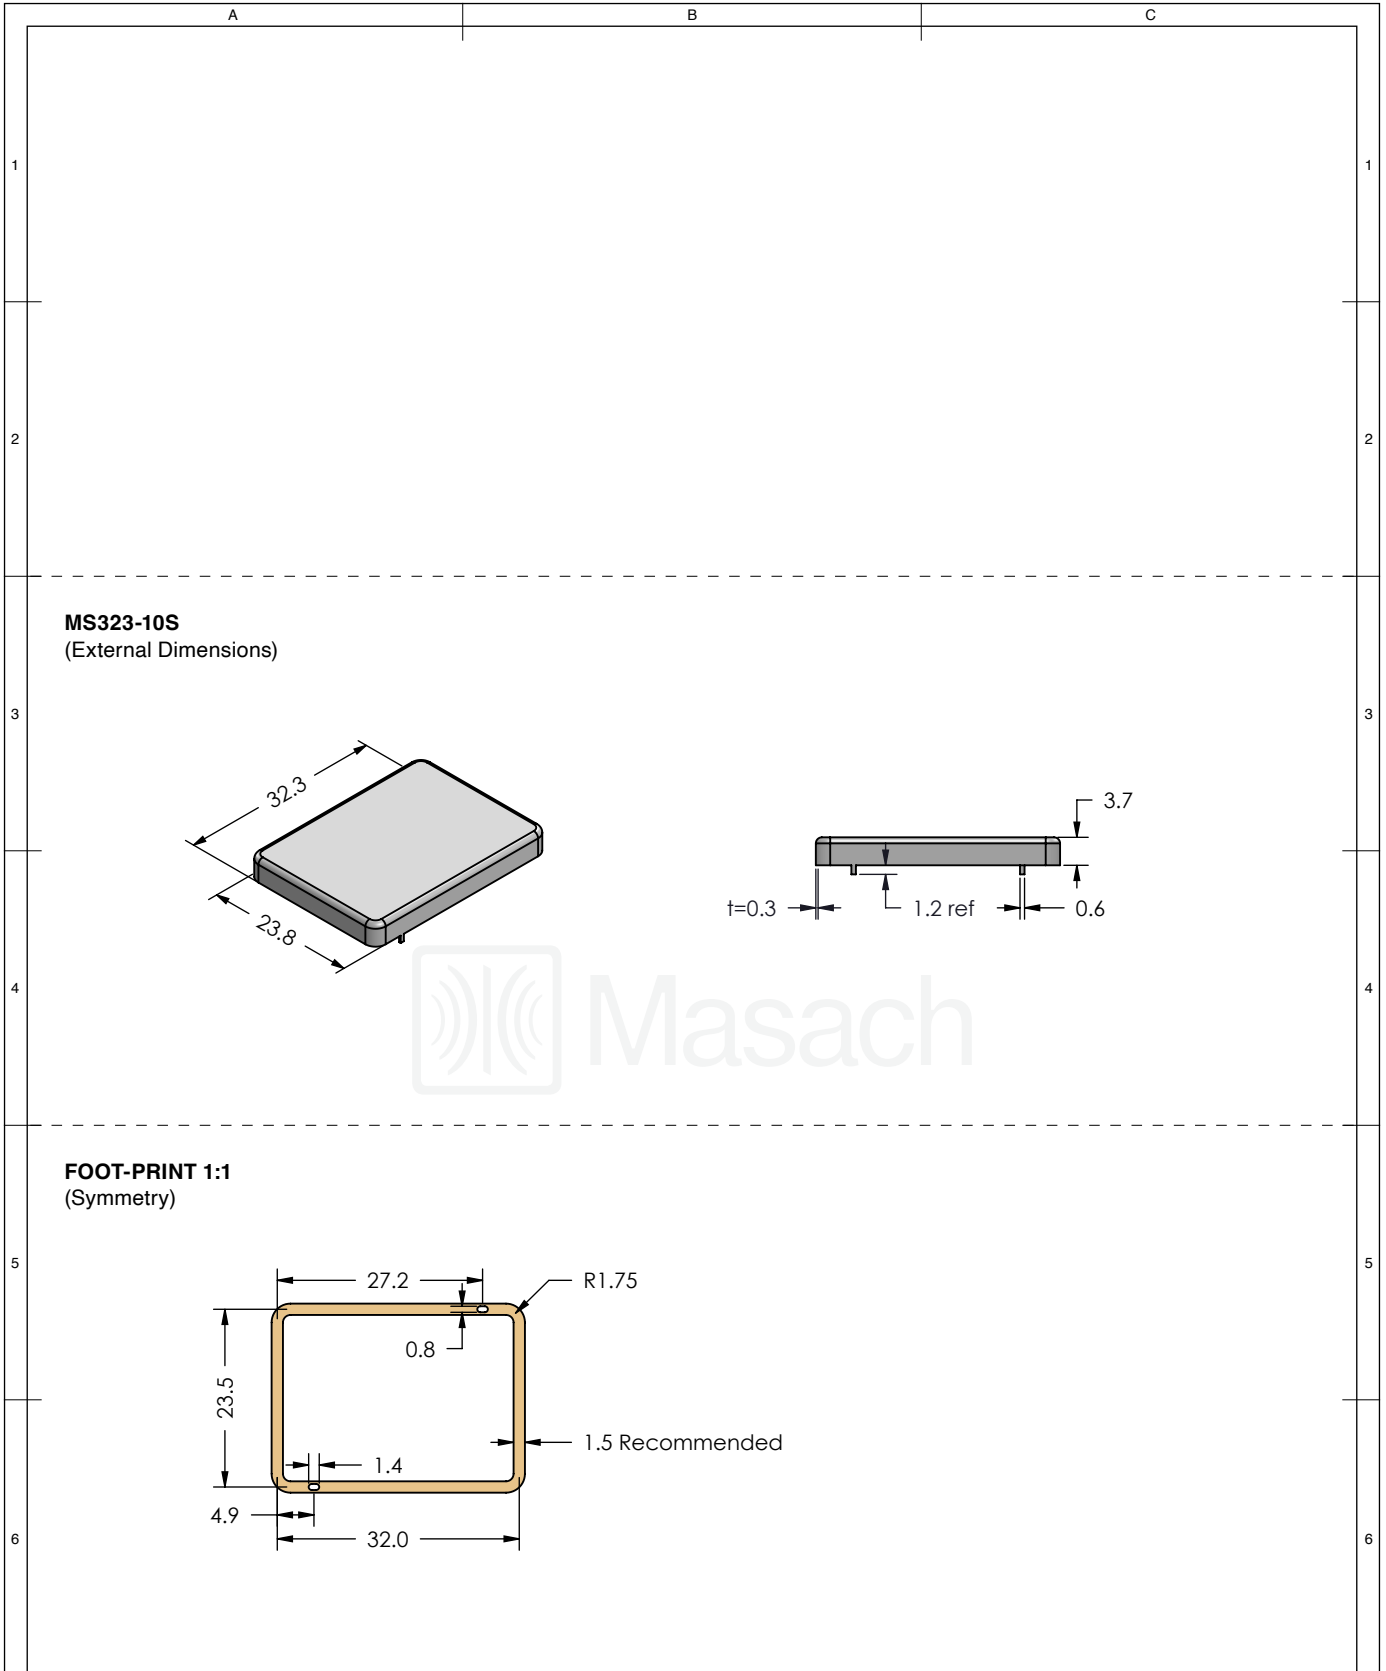 A
B
C
1
1
2
2
MS323-10S
(External Dimensions)
3
3
32.3
3.7
23.8
t=0.3
1.2 ref
0.6
4
4
Masach
FOOT-PRINT 1:1
(Symmetry)
5
5
27.2
R1.75
0.8
23.5
1.5 Recommended
1.4
4.9
32.0
6
6